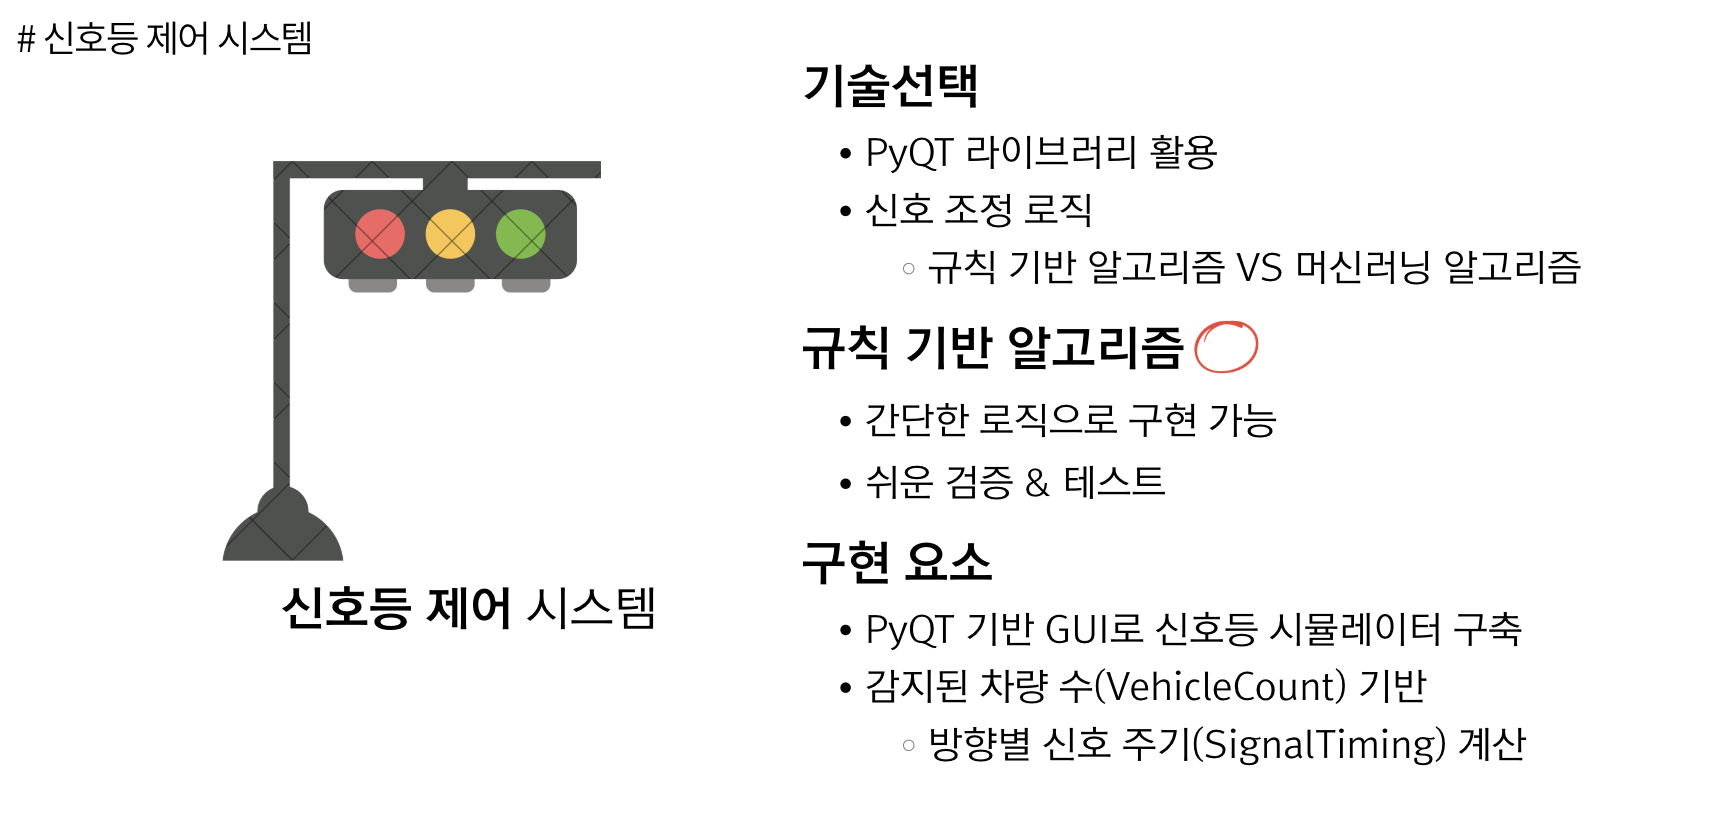 # 신호등 제어 시스템
신호등 제어 시스템
기술선택
• PyQT 라이브러리 활용
• 신호 조정 로직
○ 규칙 기반 알고리즘 VS 머신러닝 알고리즘
규칙 기반 알고리즘
• 간단한 로직으로 구현 가능
• 쉬운 검증 & 테스트
구현 요소
• PyQT 기반 GUI로 신호등 시뮬레이터 구축
• 감지된 차량 수(VehicleCount) 기반
○ 방향별 신호 주기(SignalTiming) 계산